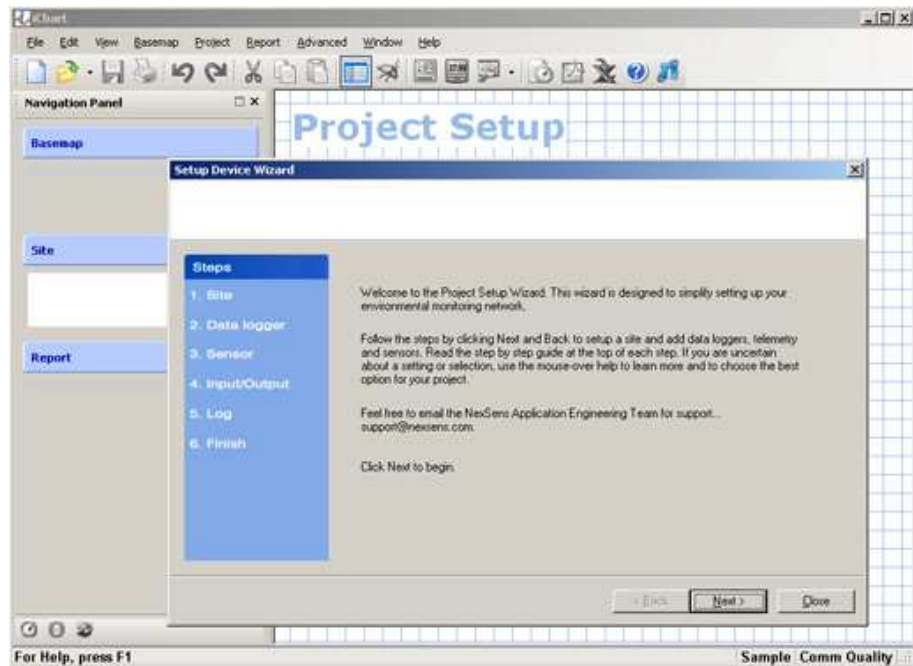 iChart
File Edit View Basemap Project Report Advanced Window Help
Navigation Panel
Project Setup
Basemap
Setup Device Wizard
Site
Steps
1. Site
Welcome to the Project Setup Wizard. This wizard is designed to simplify setting up your
environmental monitoring network.
2. Data logger
Follow the steps by clicking Next and Back to setup a site and add data loggers, telemetry
and sensors. Read the step by step guide at the top of each step. If you are uncertain
about a setting or selection, use the mouse-over help to learn more and to choose the best
option for your project.
3. Sensor
Report
4. Input/Output
5. Log
Feel free to email the NexSens Application Engineering Team for support...
support@nexsens.com.
6. Finish
Click Next to begin.
< Back Next > Close
For Help, press F1 Sample Comm Quality